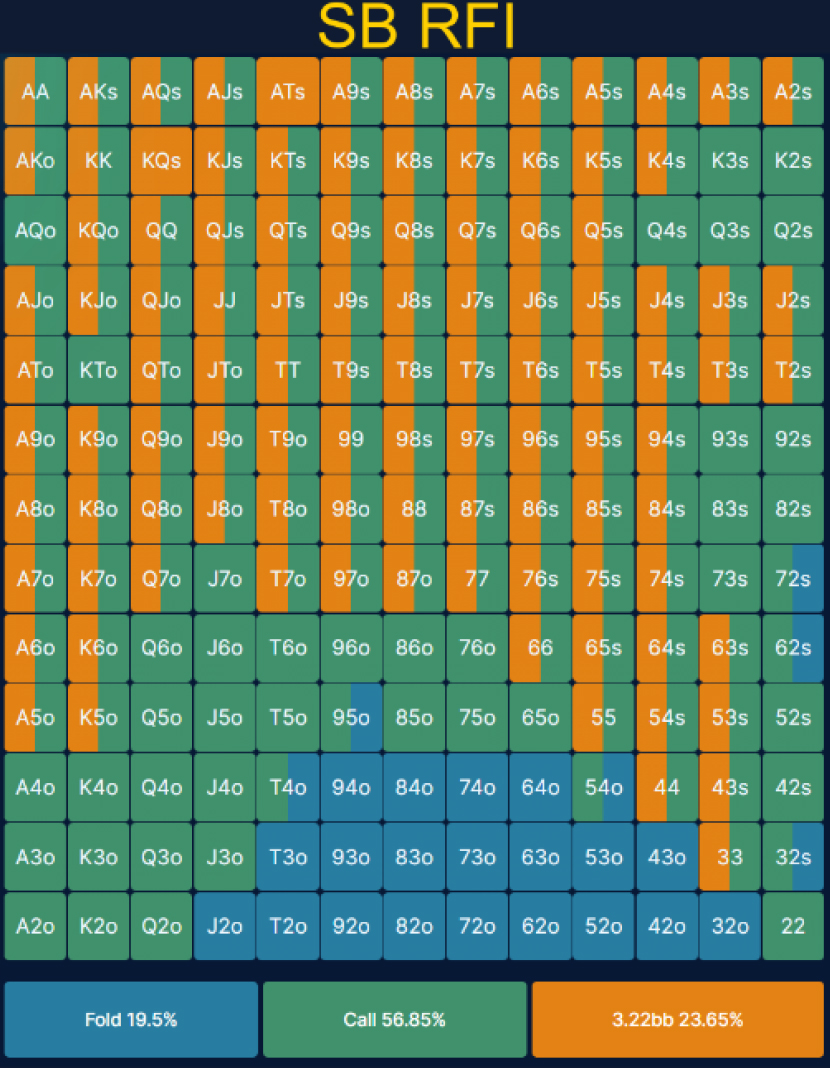 SB RFI
AA AKs AQs AJs ATs A9s A8s A7s A6s A5s A4s A3s A2s
AKo KK KQs KJs KTs K9s K8s K7s K6s K5s K4s K3s K2s
AQo KQo QQ QJs QTs Q9s Q8s Q7s Q6s Q5s Q4s Q3s Q2s
AJo KJo QJo JJ JTs J9s J8s J7s J6s J5s J4s J3s J2s
ATo KTo QTo JTo TT T9s T8s T7s T6s T5s T4s T3s T2s
A9o K9o Q9o J9o T9o 99 98s 97s 96s 95s 94s 93s 92s
A8o K8o Q8o J8o T8o 98o 88 87s 86s 85s 84s 83s 82s
A7o K7o Q7o J7o T7o 97o 87o 77 76s 75s 74s 73s 72s
A6o K6o Q6o J6o T6o 96o 86o 76o 66 65s 64s 63s 62s
A5o K5o Q5o J5o T5o 95o 85o 75o 65o 55 54s 53s 52s
A4o K4o Q4o J4o T4o 94o 84o 74o 64o 54o 44 43s 42s
A3o K3o Q3o J3o T3o 93o 83o 73o 63o 53o 43o 33 32s
A2o K2o Q2o J2o T2o 92o 82o 72o 62o 52o 42o 32o 22
Fold 19.5% Call 56.85% 3.22bb 23.65%